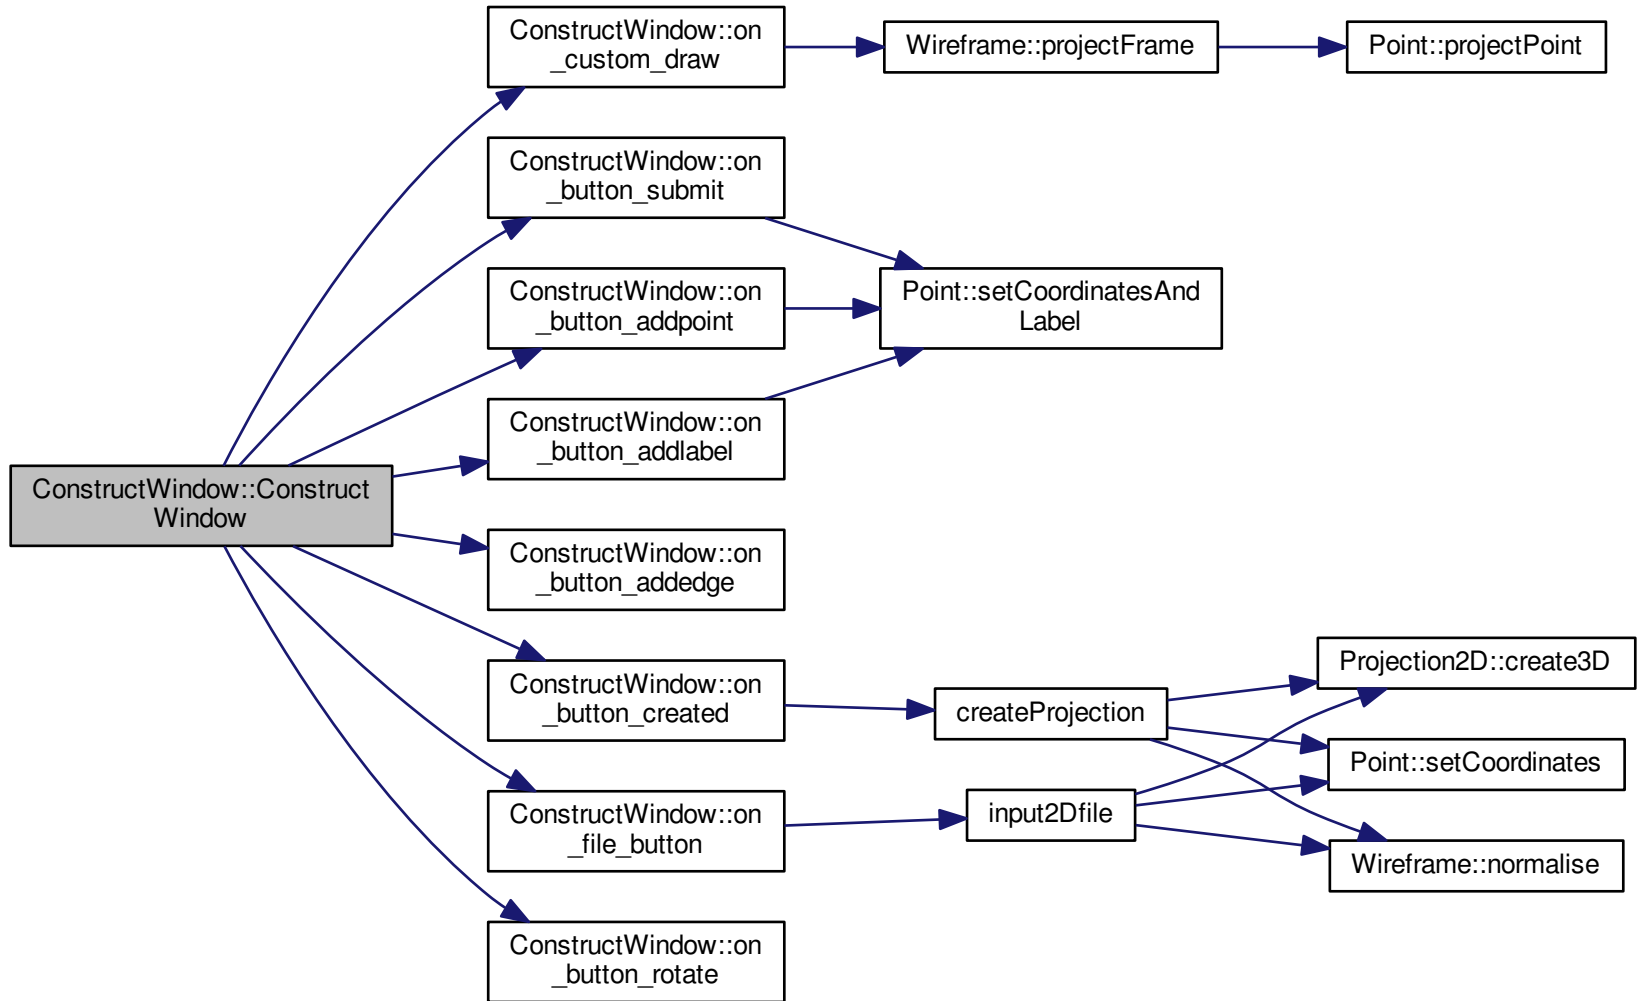 ConstructWindow::on
_custom_draw
Wireframe::projectFrame
Point::projectPoint
ConstructWindow::on
_button_submit
ConstructWindow::on
_button_addpoint
Point::setCoordinatesAnd
Label
ConstructWindow::on
_button_addlabel
ConstructWindow::Construct
Window
ConstructWindow::on
_button_addedge
ConstructWindow::on
_button_created
createProjection
Projection2D::create3D
Point::setCoordinates
ConstructWindow::on
_file_button
input2Dfile
Wireframe::normalise
ConstructWindow::on
_button_rotate